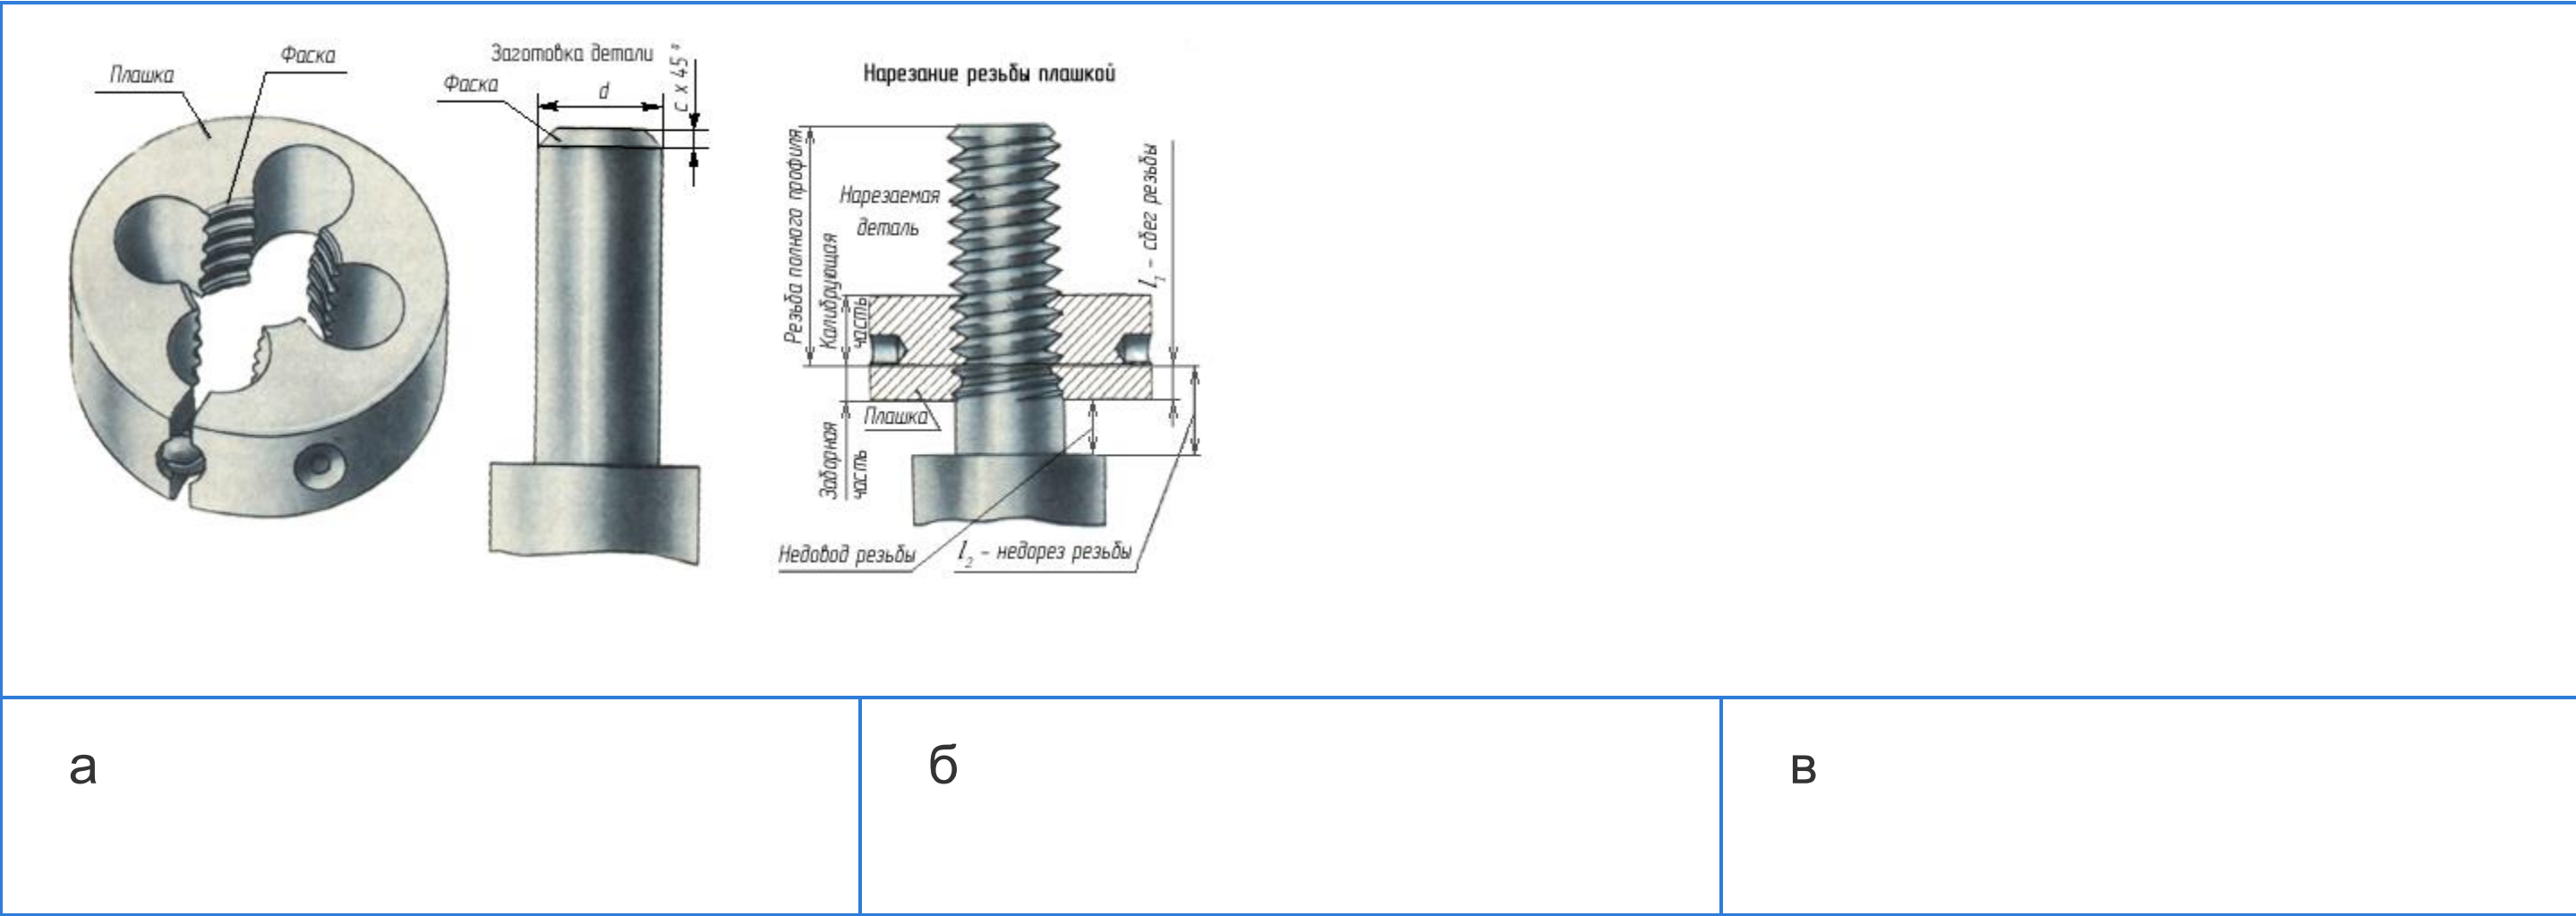 Плашка
Фаска
Заготовка детали
Фаска
d
c x 45°
Нарезание резьбы плашкой
Резьба полного профиля
Нарезаемая
деталь
Калибрующая
часть
l₁ - сбег резьбы
Плашка
Заборная
часть
Недовод резьбы
l₂ - недорез резьбы
а
б
в